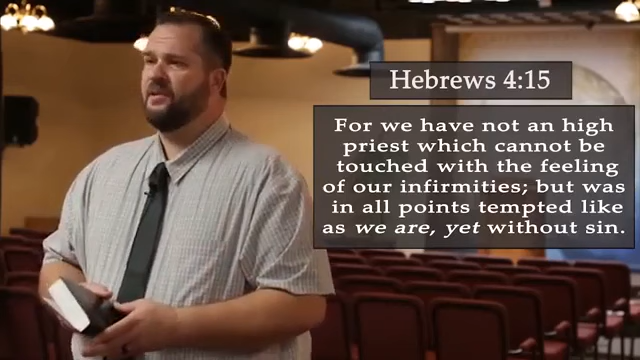 Hebrews 4:15
For we have not an high
priest which cannot be
touched with the feeling
of our infirmities; but was
in all points tempted like
as we are, yet without sin.